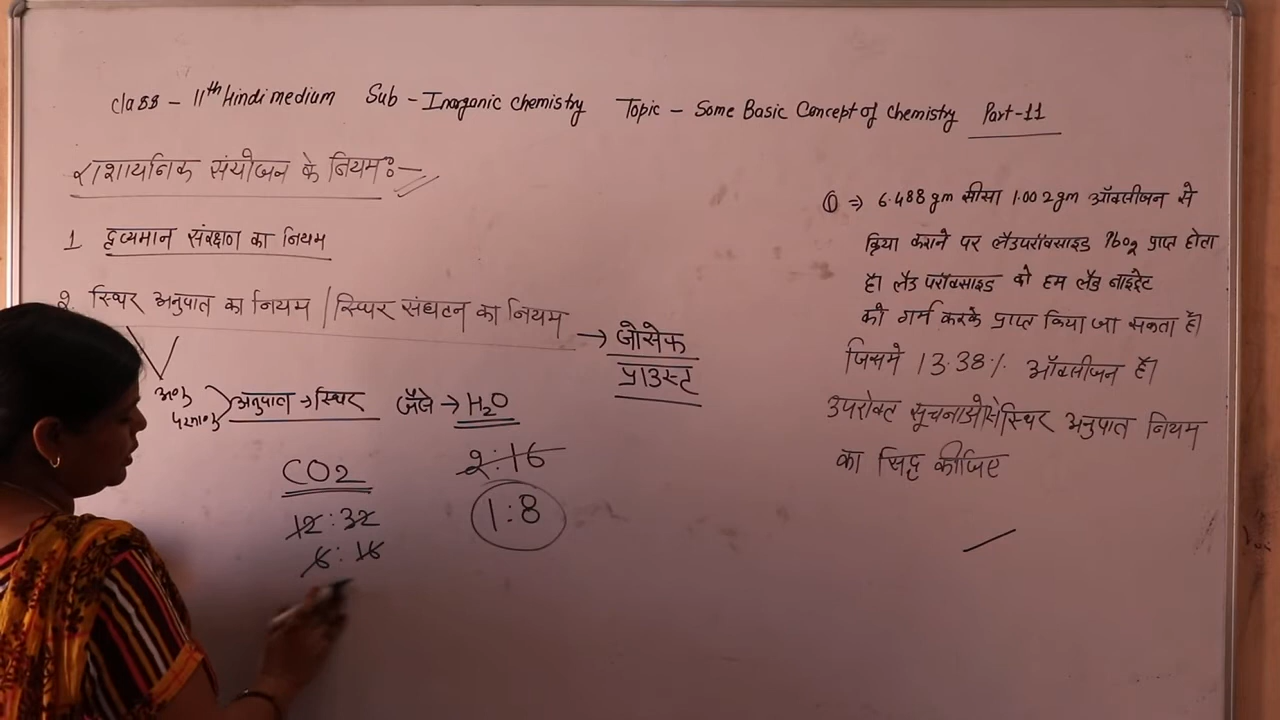 Class - 11th Hindi medium Sub - Inorganic Chemistry Topic - Some Basic Concept of Chemistry Part-11
राशायनिक संयोजन के नियम:-
1 द्रव्यमान संरक्षण का नियम
2. स्थिर अनुपात का नियम / स्थिर संघटन का नियम → जोसेफ
प्राउस्ट
अनुपात → स्थिर जैसे → H₂O
CO2
2:16
12:32
1:8
6:16
① ⇒ 6.488 gm सीसा 1.002 gm ऑक्सीजन से
क्रिया कराने पर लैडपरॉक्साइड Pbo₂ प्राप्त होता
है। लैड परॉक्साइड को हम लैड नाइट्रेट
को गर्म करके प्राप्त किया जा सकता है।
जिसमे 13.38% ऑक्सीजन है।
उपरोक्त सूचनाओ से स्थिर अनुपात नियम
का सिद्व कीजिए